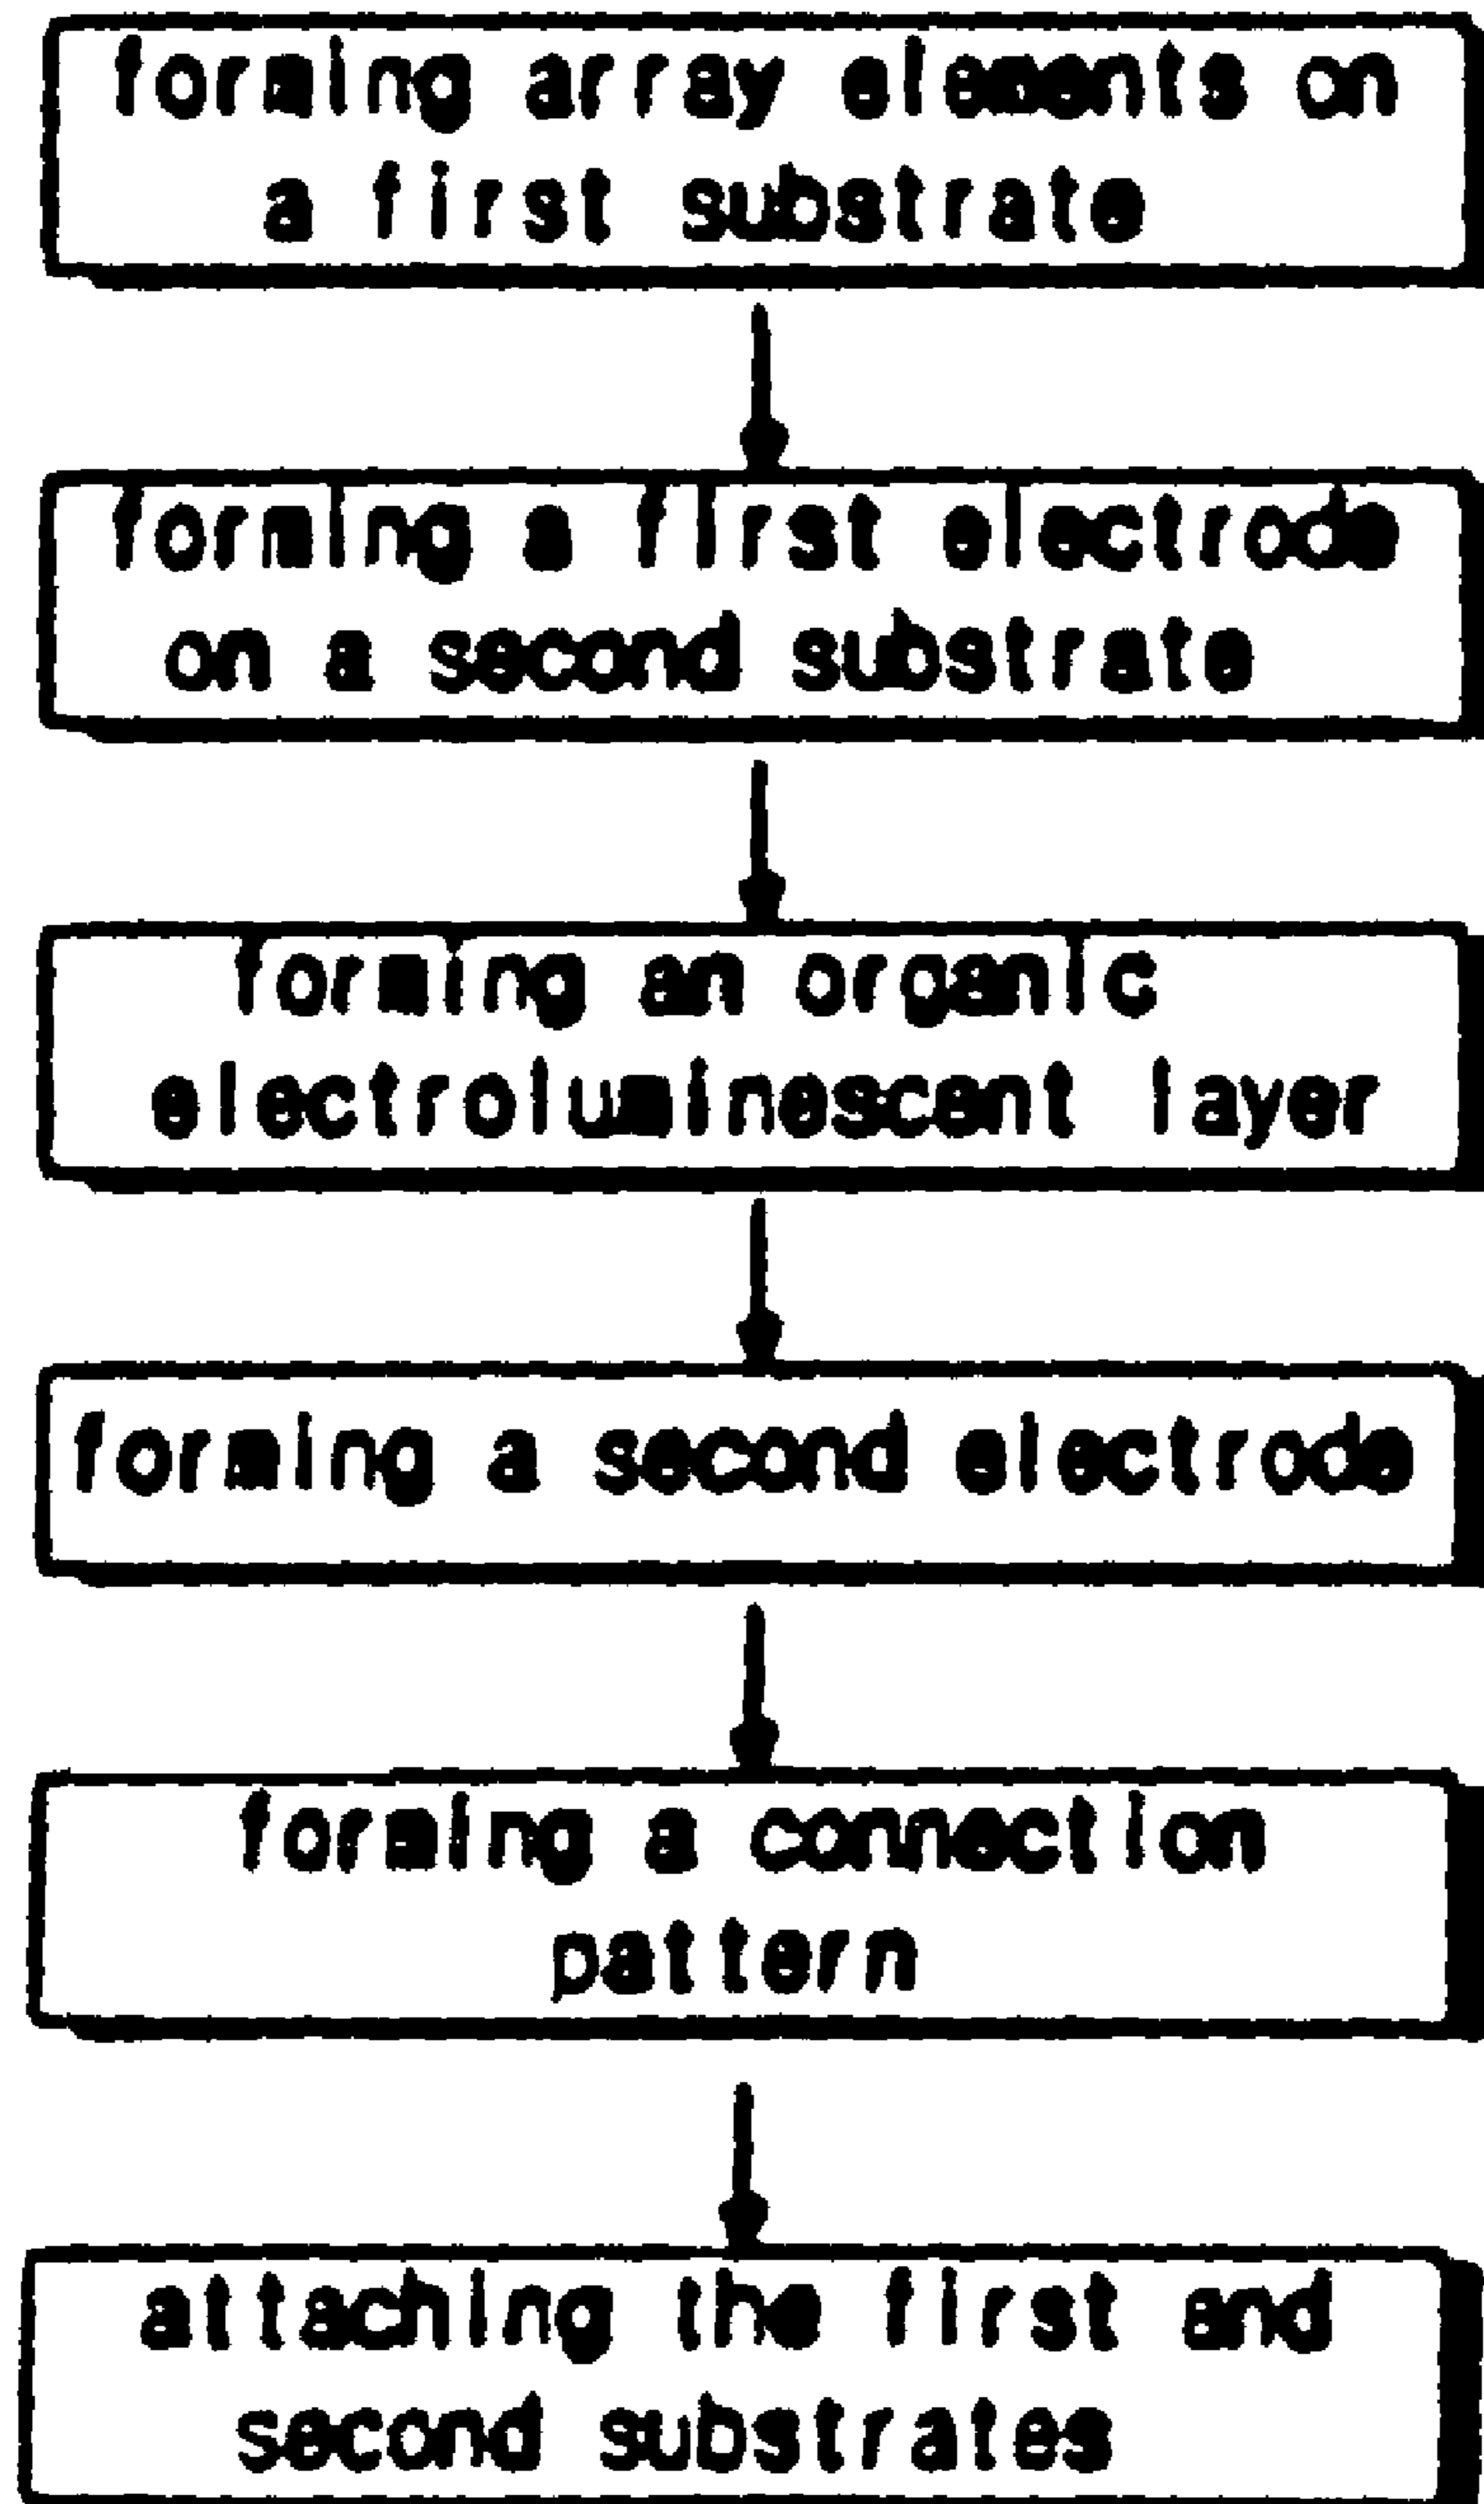 forming array elements on
a first substrate
forming a first electrode
on a second substrate
forming an organic
electroluminescent layer
forming a second electrode
forming a connection
pattern
attaching the first and
second substrates